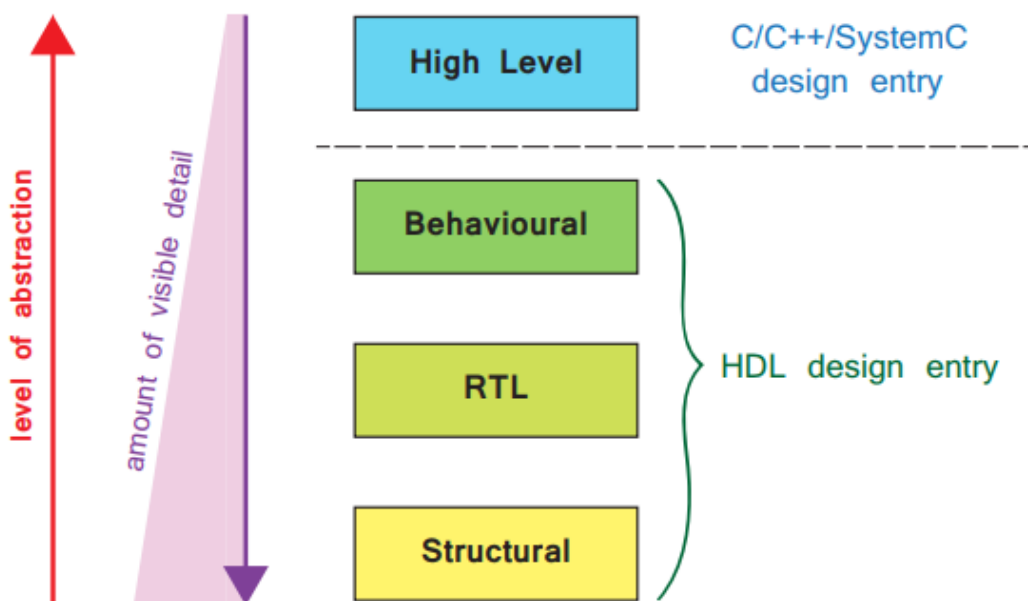 level of abstraction
amount of visible detail
High Level
C/C++/SystemC
design entry
Behavioural
RTL
Structural
HDL design entry